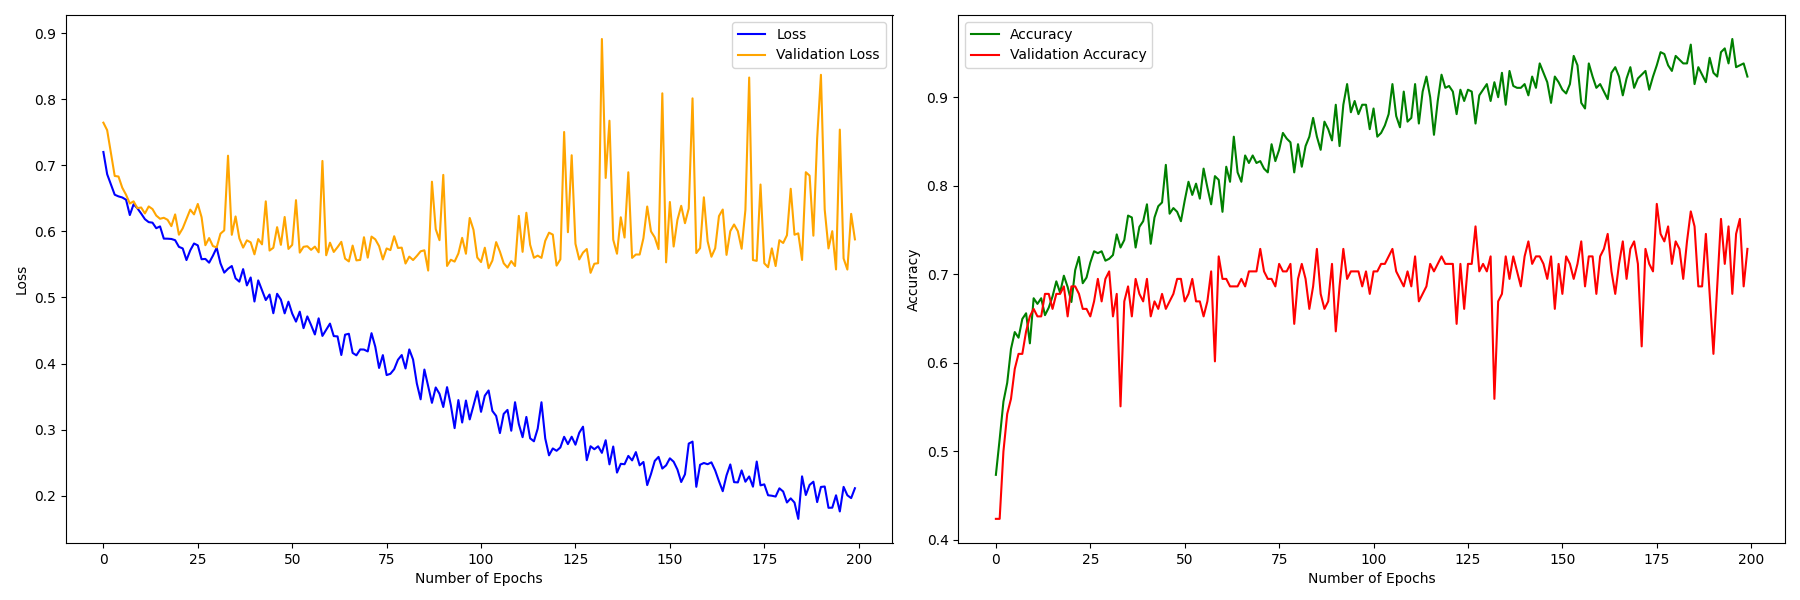 0.9
0.8
0.7
0.6
0.5
0.4
0.3
0.2
Loss
Loss
Validation Loss
0 25 50 75 100 125 150 175 200
Number of Epochs
0.9
0.8
0.7
0.6
0.5
0.4
Accuracy
Accuracy
Validation Accuracy
0 25 50 75 100 125 150 175 200
Number of Epochs